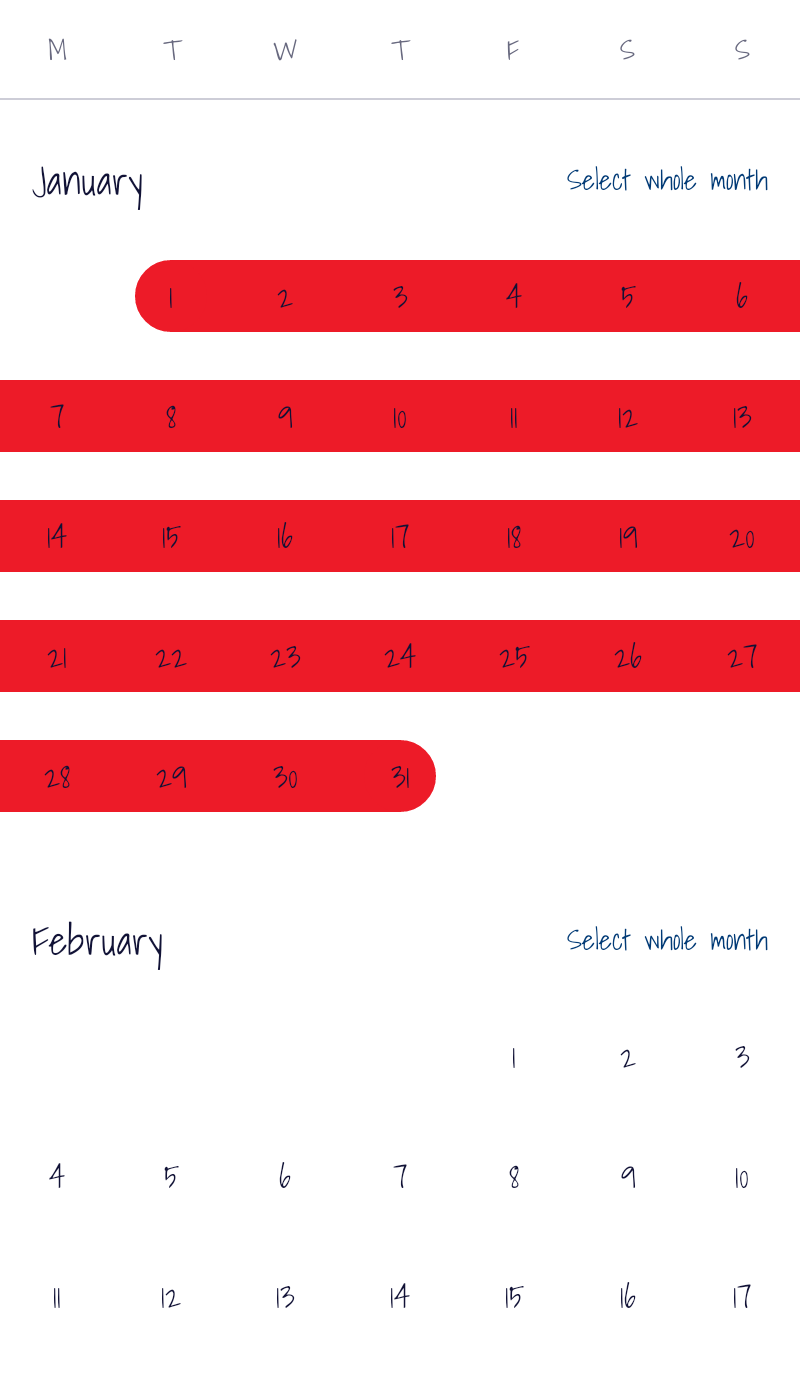 M T W T F S S
January Select whole month
1 2 3 4 5 6
7 8 9 10 11 12 13
14 15 16 17 18 19 20
21 22 23 24 25 26 27
28 29 30 31
February Select whole month
1 2 3
4 5 6 7 8 9 10
11 12 13 14 15 16 17